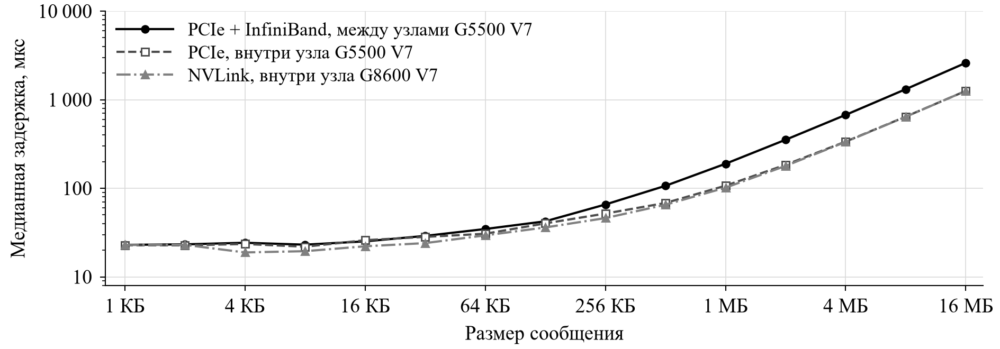 Медианная задержка, мкс
10 000
1 000
100
10
PCIe + InfiniBand, между узлами G5500 V7
PCIe, внутри узла G5500 V7
NVLink, внутри узла G8600 V7
1 КБ 4 КБ 16 КБ 64 КБ 256 КБ 1 МБ 4 МБ 16 МБ
Размер сообщения